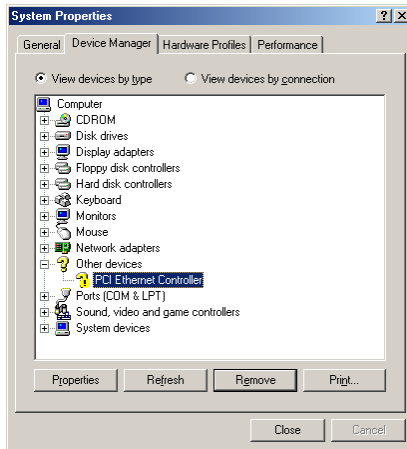 System Properties
General Device Manager Hardware Profiles Performance
View devices by type View devices by connection
Computer
CDROM
Disk drives
Display adapters
Floppy disk controllers
Hard disk controllers
Keyboard
Monitors
Mouse
Network adapters
Other devices
PCI Ethernet Controller
Ports (COM & LPT)
Sound, video and game controllers
System devices
Properties Refresh Remove Print...
Close Cancel